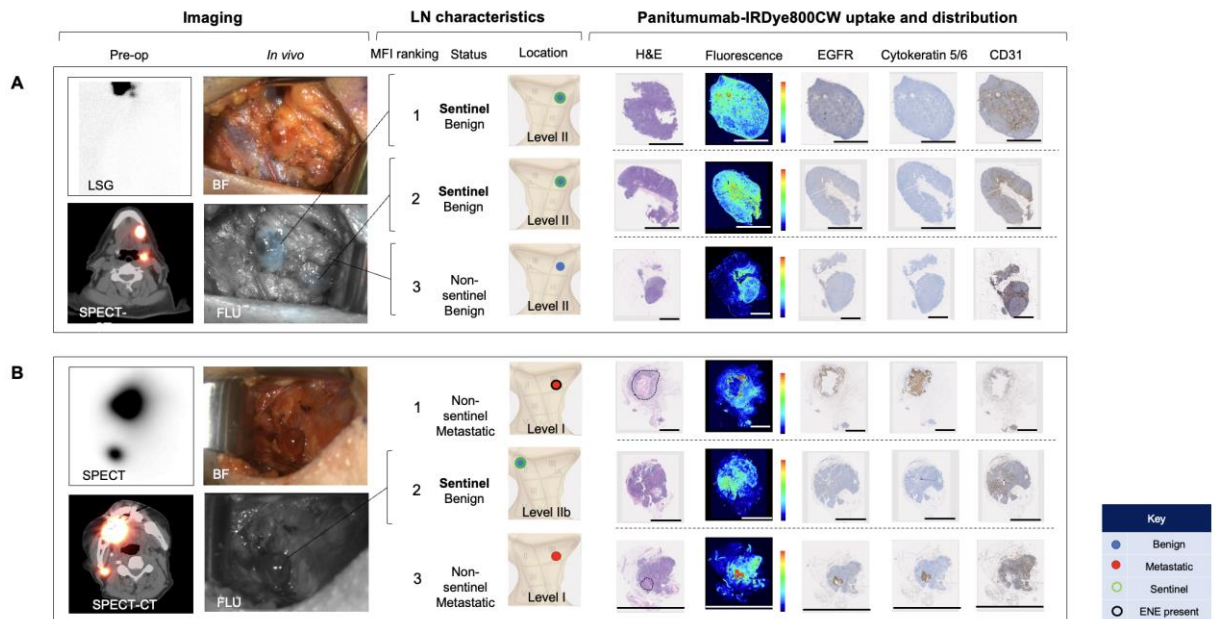 Imaging
LN characteristics
Panitumumab-IRDye800CW uptake and distribution
Pre-op
In vivo
MFI ranking
Status
Location
H&E
Fluorescence
EGFR
Cytokeratin 5/6
CD31
A
LSG
BF
SPECT-
FLU
1
Sentinel
Benign
Level II
2
Sentinel
Benign
Level II
3
Non-
sentinel
Benign
Level II
B
SPECT
BF
SPECT-CT
FLU
1
Non-
sentinel
Metastatic
Level I
2
Sentinel
Benign
Level IIb
3
Non-
sentinel
Metastatic
Level I
Key
Benign
Metastatic
Sentinel
ENE present